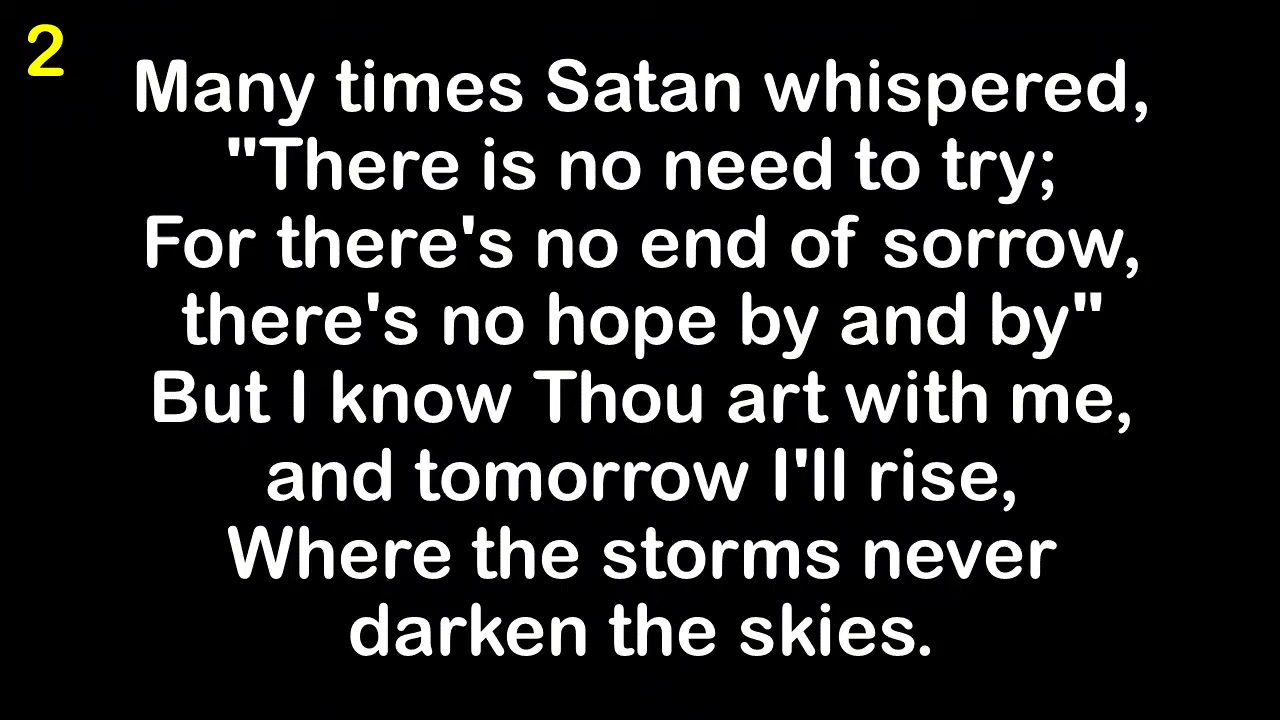 2
Many times Satan whispered,
"There is no need to try;
For there's no end of sorrow,
there's no hope by and by"
But I know Thou art with me,
and tomorrow I'll rise,
Where the storms never
darken the skies.